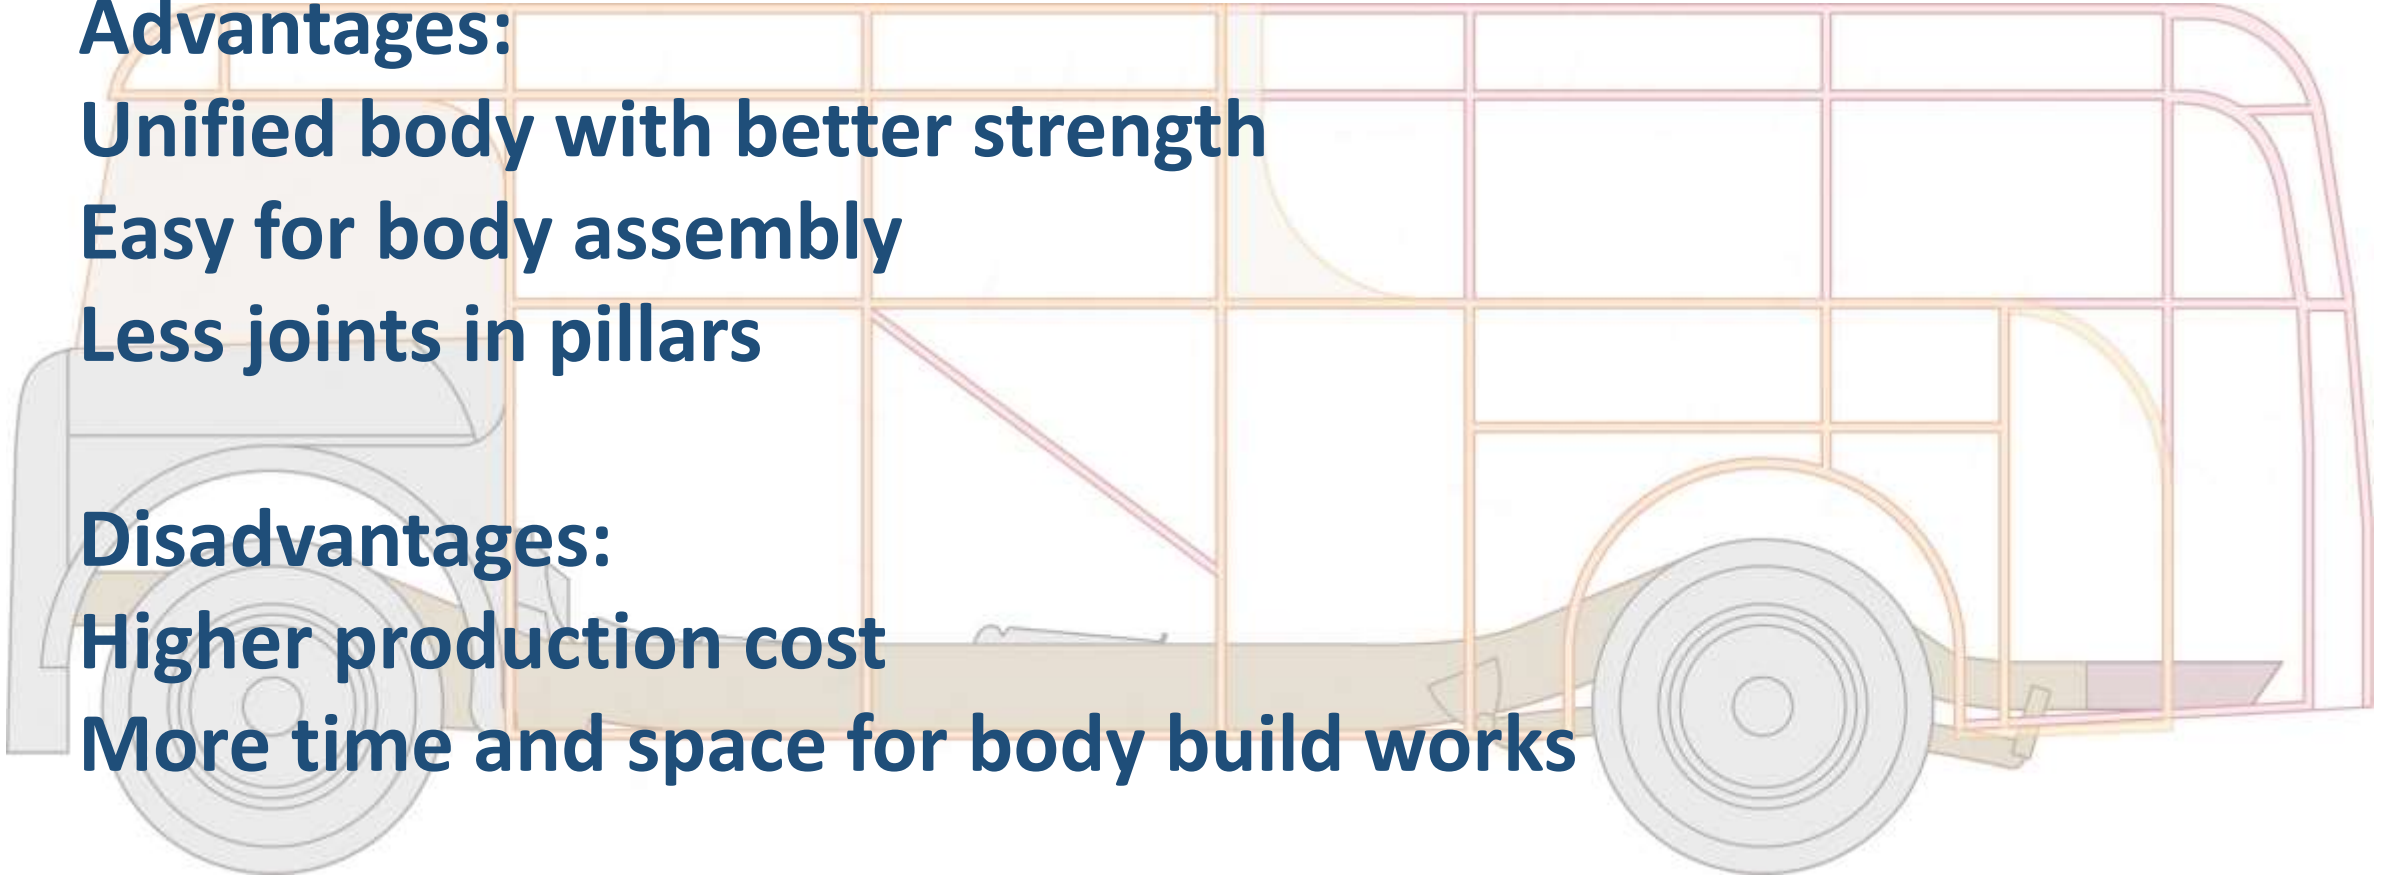 Advantages:
Unified body with better strength
Easy for body assembly
Less joints in pillars
Disadvantages:
Higher production cost
More time and space for body build works